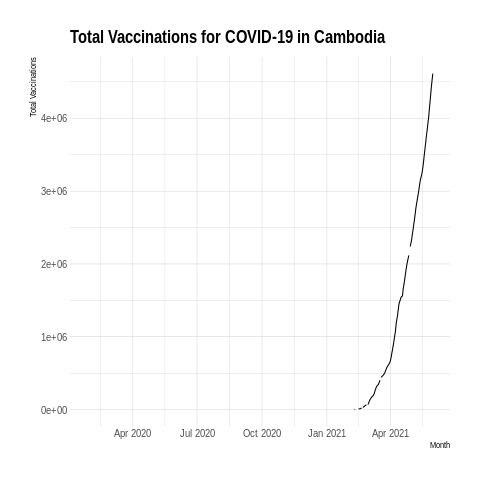 Total Vaccinations for COVID-19 in Cambodia
Total Vaccinations
4e+06
3e+06
2e+06
1e+06
0e+00
Apr 2020 Jul 2020 Oct 2020 Jan 2021 Apr 2021
Month